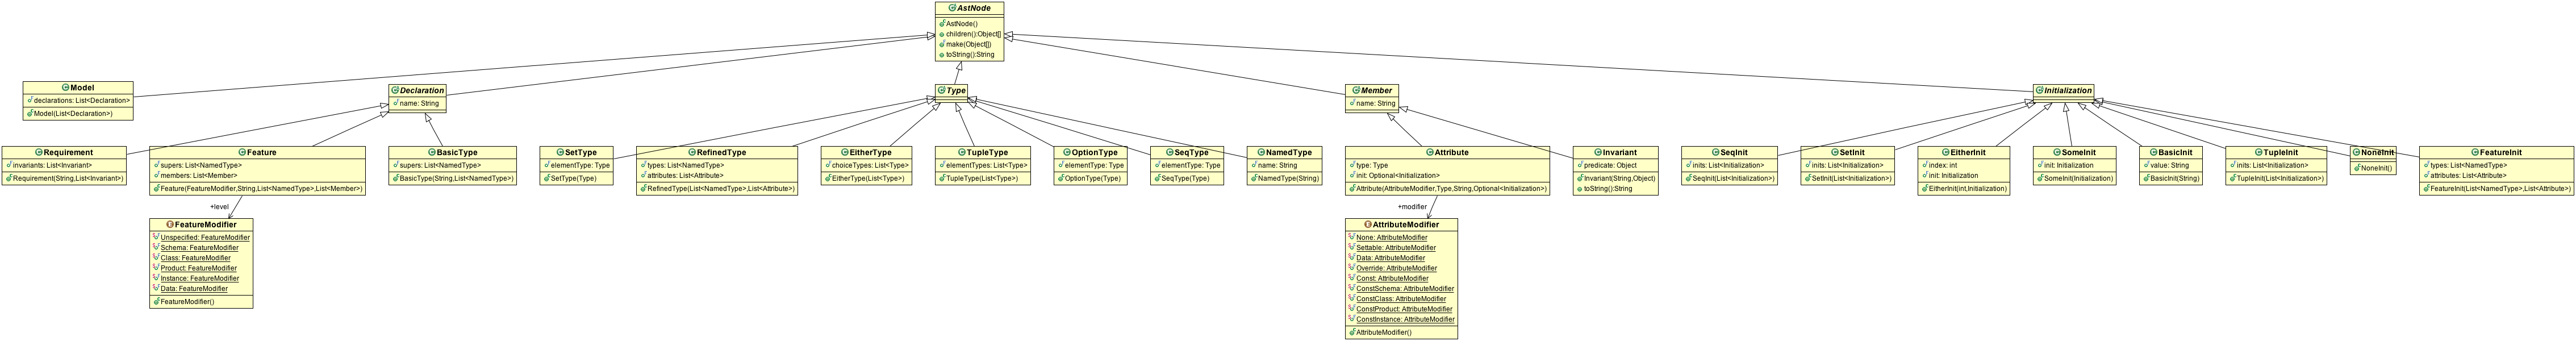 AstNode
AstNode()
children():Object[]
make(Object[])
toString():String
Model
declarations: List<Declaration>
Model(List<Declaration>)
Declaration
name: String
Type
Member
name: String
Initialization
Requirement
invariants: List<Invariant>
Requirement(String,List<Invariant>)
Feature
supers: List<NamedType>
members: List<Member>
Feature(FeatureModifier,String,List<NamedType>,List<Member>)
BasicType
supers: List<NamedType>
BasicType(String,List<NamedType>)
SetType
elementType: Type
SetType(Type)
RefinedType
types: List<NamedType>
attributes: List<Attribute>
RefinedType(List<NamedType>,List<Attribute>)
EitherType
choiceTypes: List<Type>
EitherType(List<Type>)
TupleType
elementTypes: List<Type>
TupleType(List<Type>)
OptionType
elementType: Type
OptionType(Type)
SeqType
elementType: Type
SeqType(Type)
NamedType
name: String
NamedType(String)
Attribute
type: Type
init: Optional<Initialization>
Attribute(AttributeModifier,Type,String,Optional<Initialization>)
Invariant
predicate: Object
Invariant(String,Object)
toString():String
SeqInit
inits: List<Initialization>
SeqInit(List<Initialization>)
SetInit
inits: List<Initialization>
SetInit(List<Initialization>)
EitherInit
index: int
init: Initialization
EitherInit(int,Initialization)
SomeInit
init: Initialization
SomeInit(Initialization)
BasicInit
value: String
BasicInit(String)
TupleInit
inits: List<Initialization>
TupleInit(List<Initialization>)
NoneInit
NoneInit()
FeatureInit
types: List<NamedType>
attributes: List<Attribute>
FeatureInit(List<NamedType>,List<Attribute>)
+level
FeatureModifier
Unspecified: FeatureModifier
Schema: FeatureModifier
Class: FeatureModifier
Product: FeatureModifier
Instance: FeatureModifier
Data: FeatureModifier
FeatureModifier()
+modifier
AttributeModifier
None: AttributeModifier
Settable: AttributeModifier
Data: AttributeModifier
Override: AttributeModifier
Const: AttributeModifier
ConstSchema: AttributeModifier
ConstClass: AttributeModifier
ConstProduct: AttributeModifier
ConstInstance: AttributeModifier
AttributeModifier()